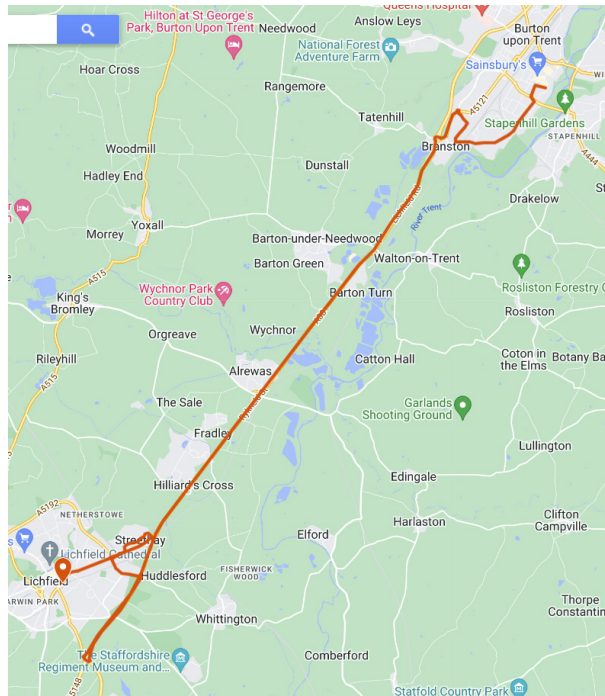 Queens Hospital
Hilton at St George's
Park, Burton Upon Trent
Needwood
Anslow Leys
Burton
upon Trent
National Forest
Adventure Farm
Sainsbury's
Hoar Cross
Rangemore
A5121
Tatenhill
Stapenhill Gardens
STAPENHILL
Branston
Woodmill
Dunstall
A444
Hadley End
Drakelow
Yoxall
River Trent
Morrey
Barton-under-Needwood
Walton-on-Trent
Barton Green
A515
Wychnor Park
Country Club
Barton Turn
Rosliston Forestry C
King's
Bromley
Rosliston
Wychnor
Orgreave
Rileyhill
Catton Hall
Coton in
the Elms
Botany Ba
Alrewas
A515
The Sale
Garlands
Shooting Ground
Fradley
Lullington
Edingale
Hilliard's Cross
A5192
NETHERSTOWE
Harlaston
Clifton
Campville
Streethay
Elford
Lichfield Cathedral
Lichfield
Huddlesford
FISHERWICK
WOOD
ARWIN PARK
Thorpe
Constantin
Whittington
The Staffordshire
Regiment Museum and...
Comberford
A5148
Statfold Country Park